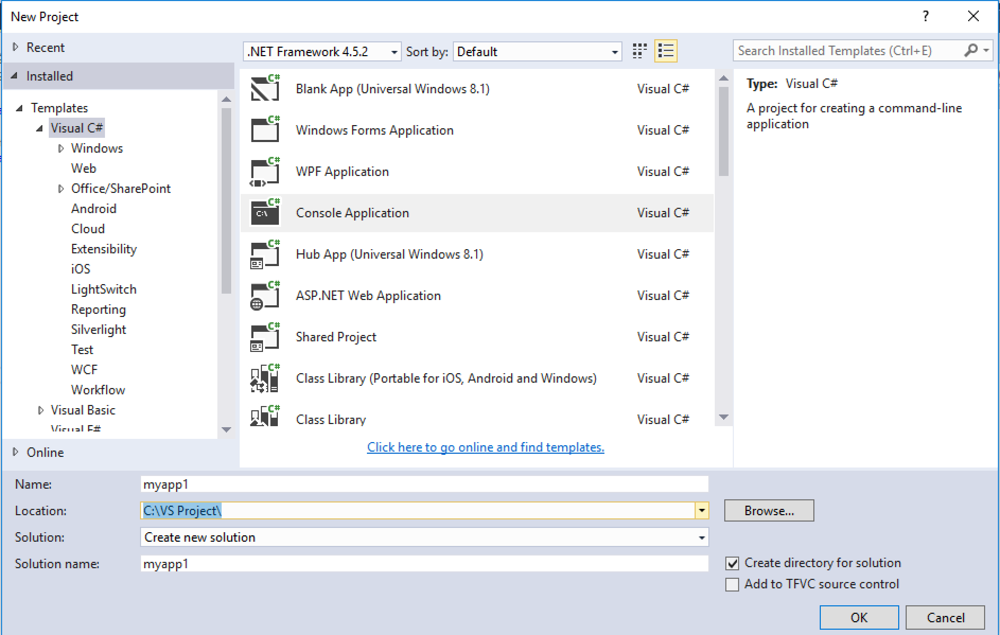 New Project
?
Recent
.NET Framework 4.5.2
Sort by:
Default
Search Installed Templates (Ctrl+E)
Installed
Templates
Visual C#
Windows
Web
Office/SharePoint
Android
Cloud
Extensibility
iOS
LightSwitch
Reporting
Silverlight
Test
WCF
Workflow
Visual Basic
Visual F#
Online
C# Blank App (Universal Windows 8.1) Visual C#
C# Windows Forms Application Visual C#
C# WPF Application Visual C#
C# C:\ Console Application Visual C#
C# Hub App (Universal Windows 8.1) Visual C#
C# ASP.NET Web Application Visual C#
C# Shared Project Visual C#
C# Class Library (Portable for iOS, Android and Windows) Visual C#
C# Class Library Visual C#
Click here to go online and find templates.
Type: Visual C#
A project for creating a command-line
application
Name: myapp1
Location: C:\VS Project\
Browse...
Solution: Create new solution
Solution name: myapp1
Create directory for solution
Add to TFVC source control
OK
Cancel